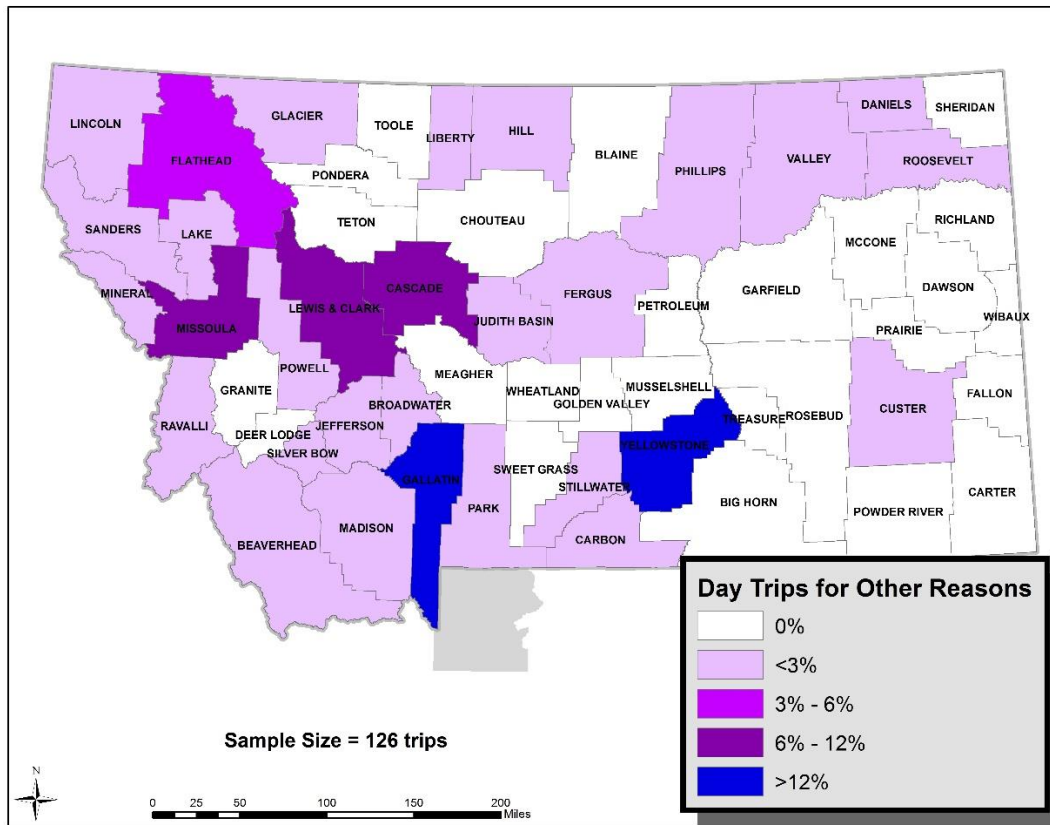 LINCOLN
GLACIER
TOOLE
LIBERTY
HILL
BLAINE
PHILLIPS
VALLEY
DANIELS
SHERIDAN
ROOSEVELT
FLATHEAD
PONDERA
TETON
CHOUTEAU
RICHLAND
MCCONE
SANDERS
LAKE
CASCADE
LEWIS & CLARK
FERGUS
JUDITH BASIN
PETROLEUM
GARFIELD
DAWSON
PRAIRIE
WIBAUX
MINERAL
MISSOULA
POWELL
GRANITE
MEAGHER
WHEATLAND
GOLDEN VALLEY
MUSSELSHELL
TREASURE
ROSEBUD
CUSTER
FALLON
RAVALLI
DEER LODGE
SILVER BOW
JEFFERSON
BROADWATER
GALLATIN
PARK
SWEET GRASS
STILLWATER
YELLOWSTONE
BIG HORN
POWDER RIVER
CARTER
BEAVERHEAD
MADISON
CARBON
Day Trips for Other Reasons
0%
<3%
3% - 6%
6% - 12%
>12%
Sample Size = 126 trips
N
0 25 50 100 150 200
Miles